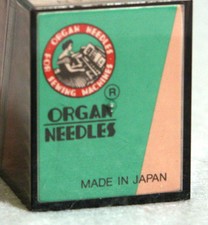 ORGAN NEEDLES
FOR SEWING MACHINES
ORGAN
®
NEEDLES
MADE IN JAPAN